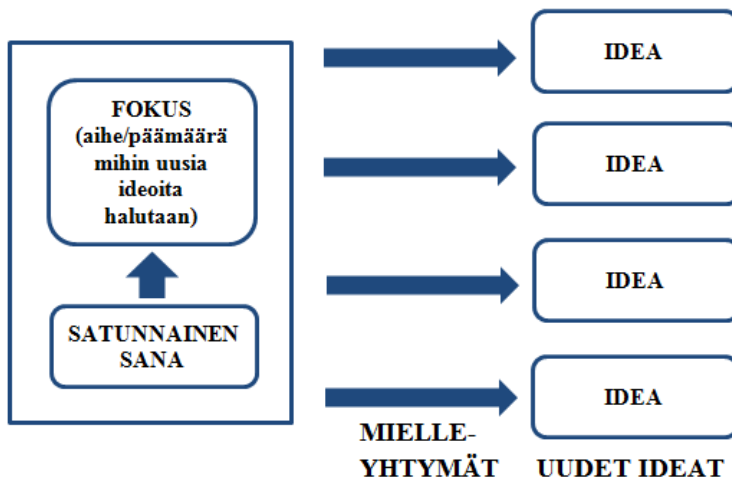 FOKUS
(aihe/päämäärä
mihin uusia
ideoita
halutaan)
SATUNNAINEN
SANA
IDEA
IDEA
IDEA
IDEA
MIELLE-
YHTYMÄT
UUDET IDEAT